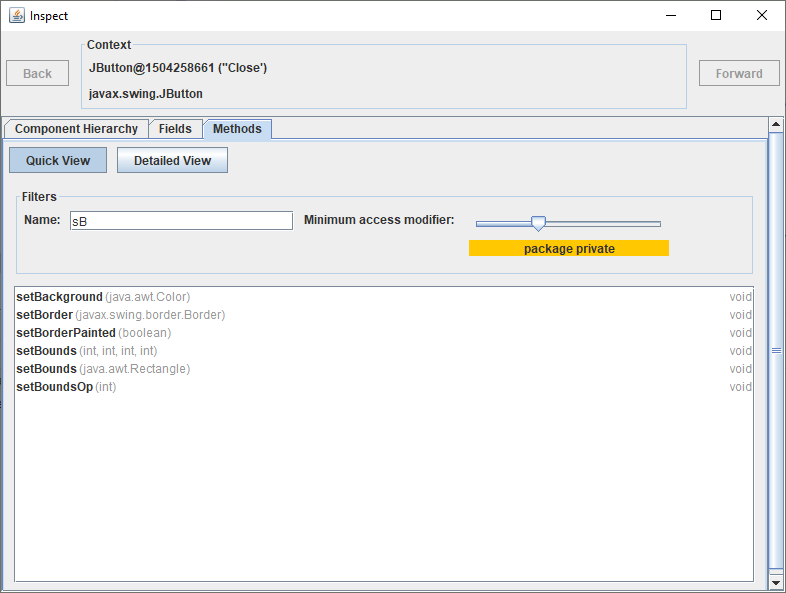 Inspect
Context
Back
JButton@1504258661 ("Close')
javax.swing.JButton
Forward
Component Hierarchy Fields Methods
Quick View Detailed View
Filters
Name: sB Minimum access modifier:
package private
setBackground (java.awt.Color) void
setBorder (javax.swing.border.Border) void
setBorderPainted (boolean) void
setBounds (int, int, int, int) void
setBounds (java.awt.Rectangle) void
setBoundsOp (int) void